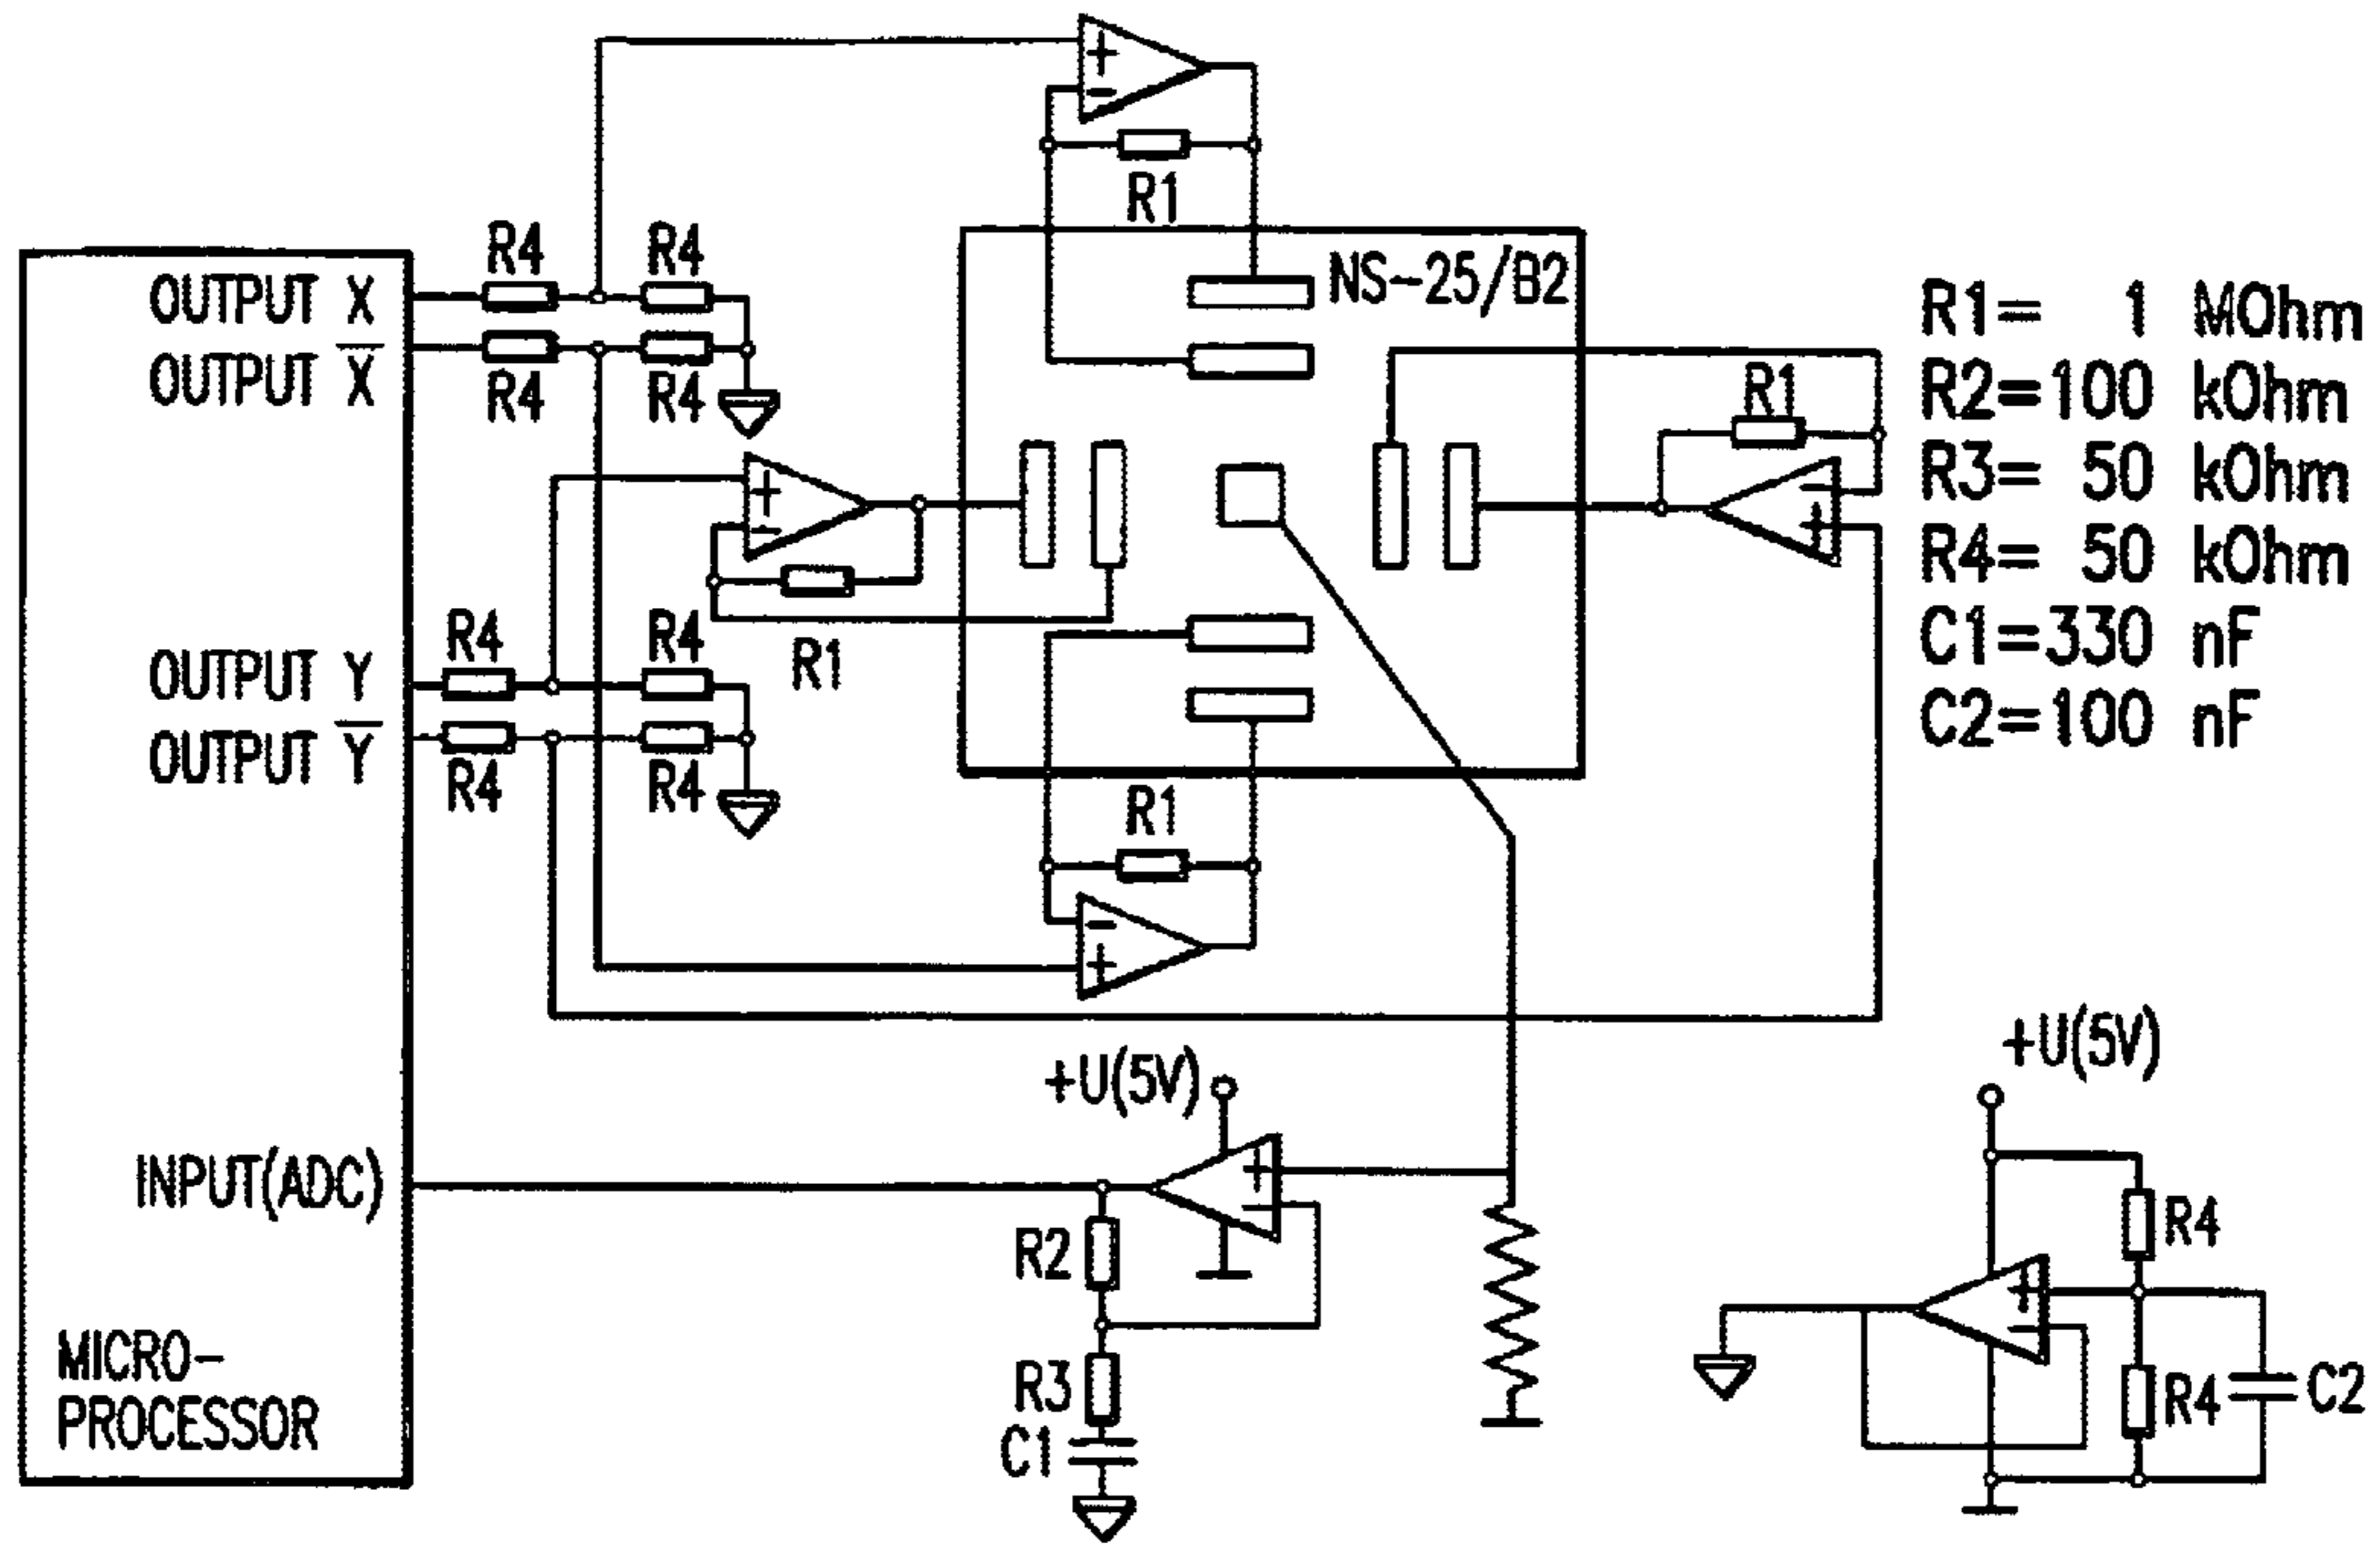 R1
NS-25/B2
R4
R4
OUTPUT X
OUTPUT X̅
R4
R4
R1
R1= 1 MOhm
R2=100 kOhm
R3= 50 kOhm
R4= 50 kOhm
C1=330 nF
C2=100 nF
R4
R4
R1
OUTPUT Y
OUTPUT Y̅
R4
R4
R1
+U(5V)
+U(5V)
INPUT(ADC)
R2
R4
R3
C1
R4
C2
MICRO-
PROCESSOR